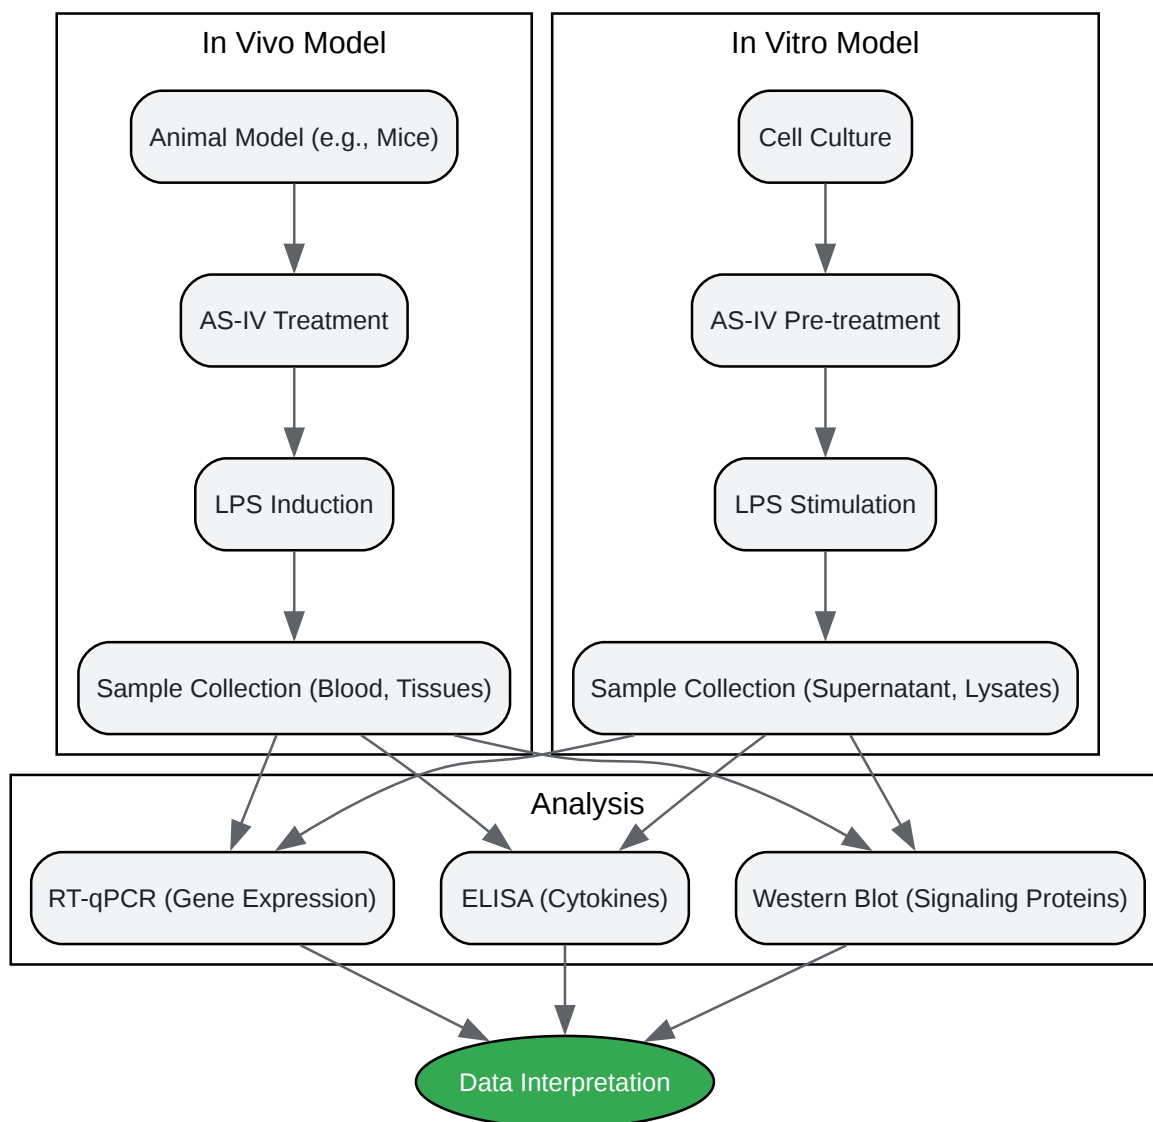 In Vivo Model
Animal Model (e.g., Mice)
AS-IV Treatment
LPS Induction
Sample Collection (Blood, Tissues)
In Vitro Model
Cell Culture
AS-IV Pre-treatment
LPS Stimulation
Sample Collection (Supernatant, Lysates)
Analysis
RT-qPCR (Gene Expression)
ELISA (Cytokines)
Western Blot (Signaling Proteins)
Data Interpretation